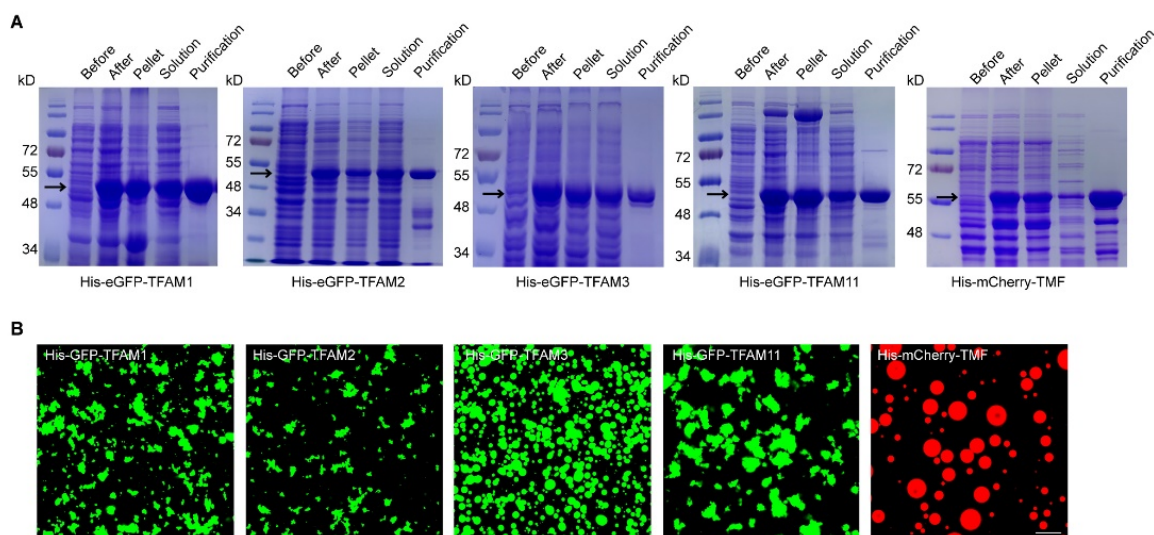 A
kD Before After Pellet Solution Purification
72
55
48
34
His-eGFP-TFAM1
kD Before After Pellet Solution Purification
72
55
48
34
His-eGFP-TFAM2
kD Before After Pellet Solution Purification
72
55
48
34
His-eGFP-TFAM3
kD Before After Pellet Solution Purification
72
55
48
34
His-eGFP-TFAM11
kD Before After Pellet Solution Purification
72
55
48
His-mCherry-TMF
B
His-GFP-TFAM1
His-GFP-TFAM2
His-GFP-TFAM3
His-GFP-TFAM11
His-mCherry-TMF